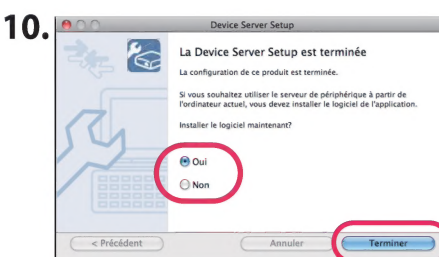 10.
Device Server Setup
La Device Server Setup est terminée
La configuration de ce produit est terminée.
Si vous souhaitez utiliser le serveur de périphérique à partir de
l'ordinateur actuel, vous devez installer le logiciel de l'application.
Installer le logiciel maintenant?
Oui
Non
< Précédent
Annuler
Terminer